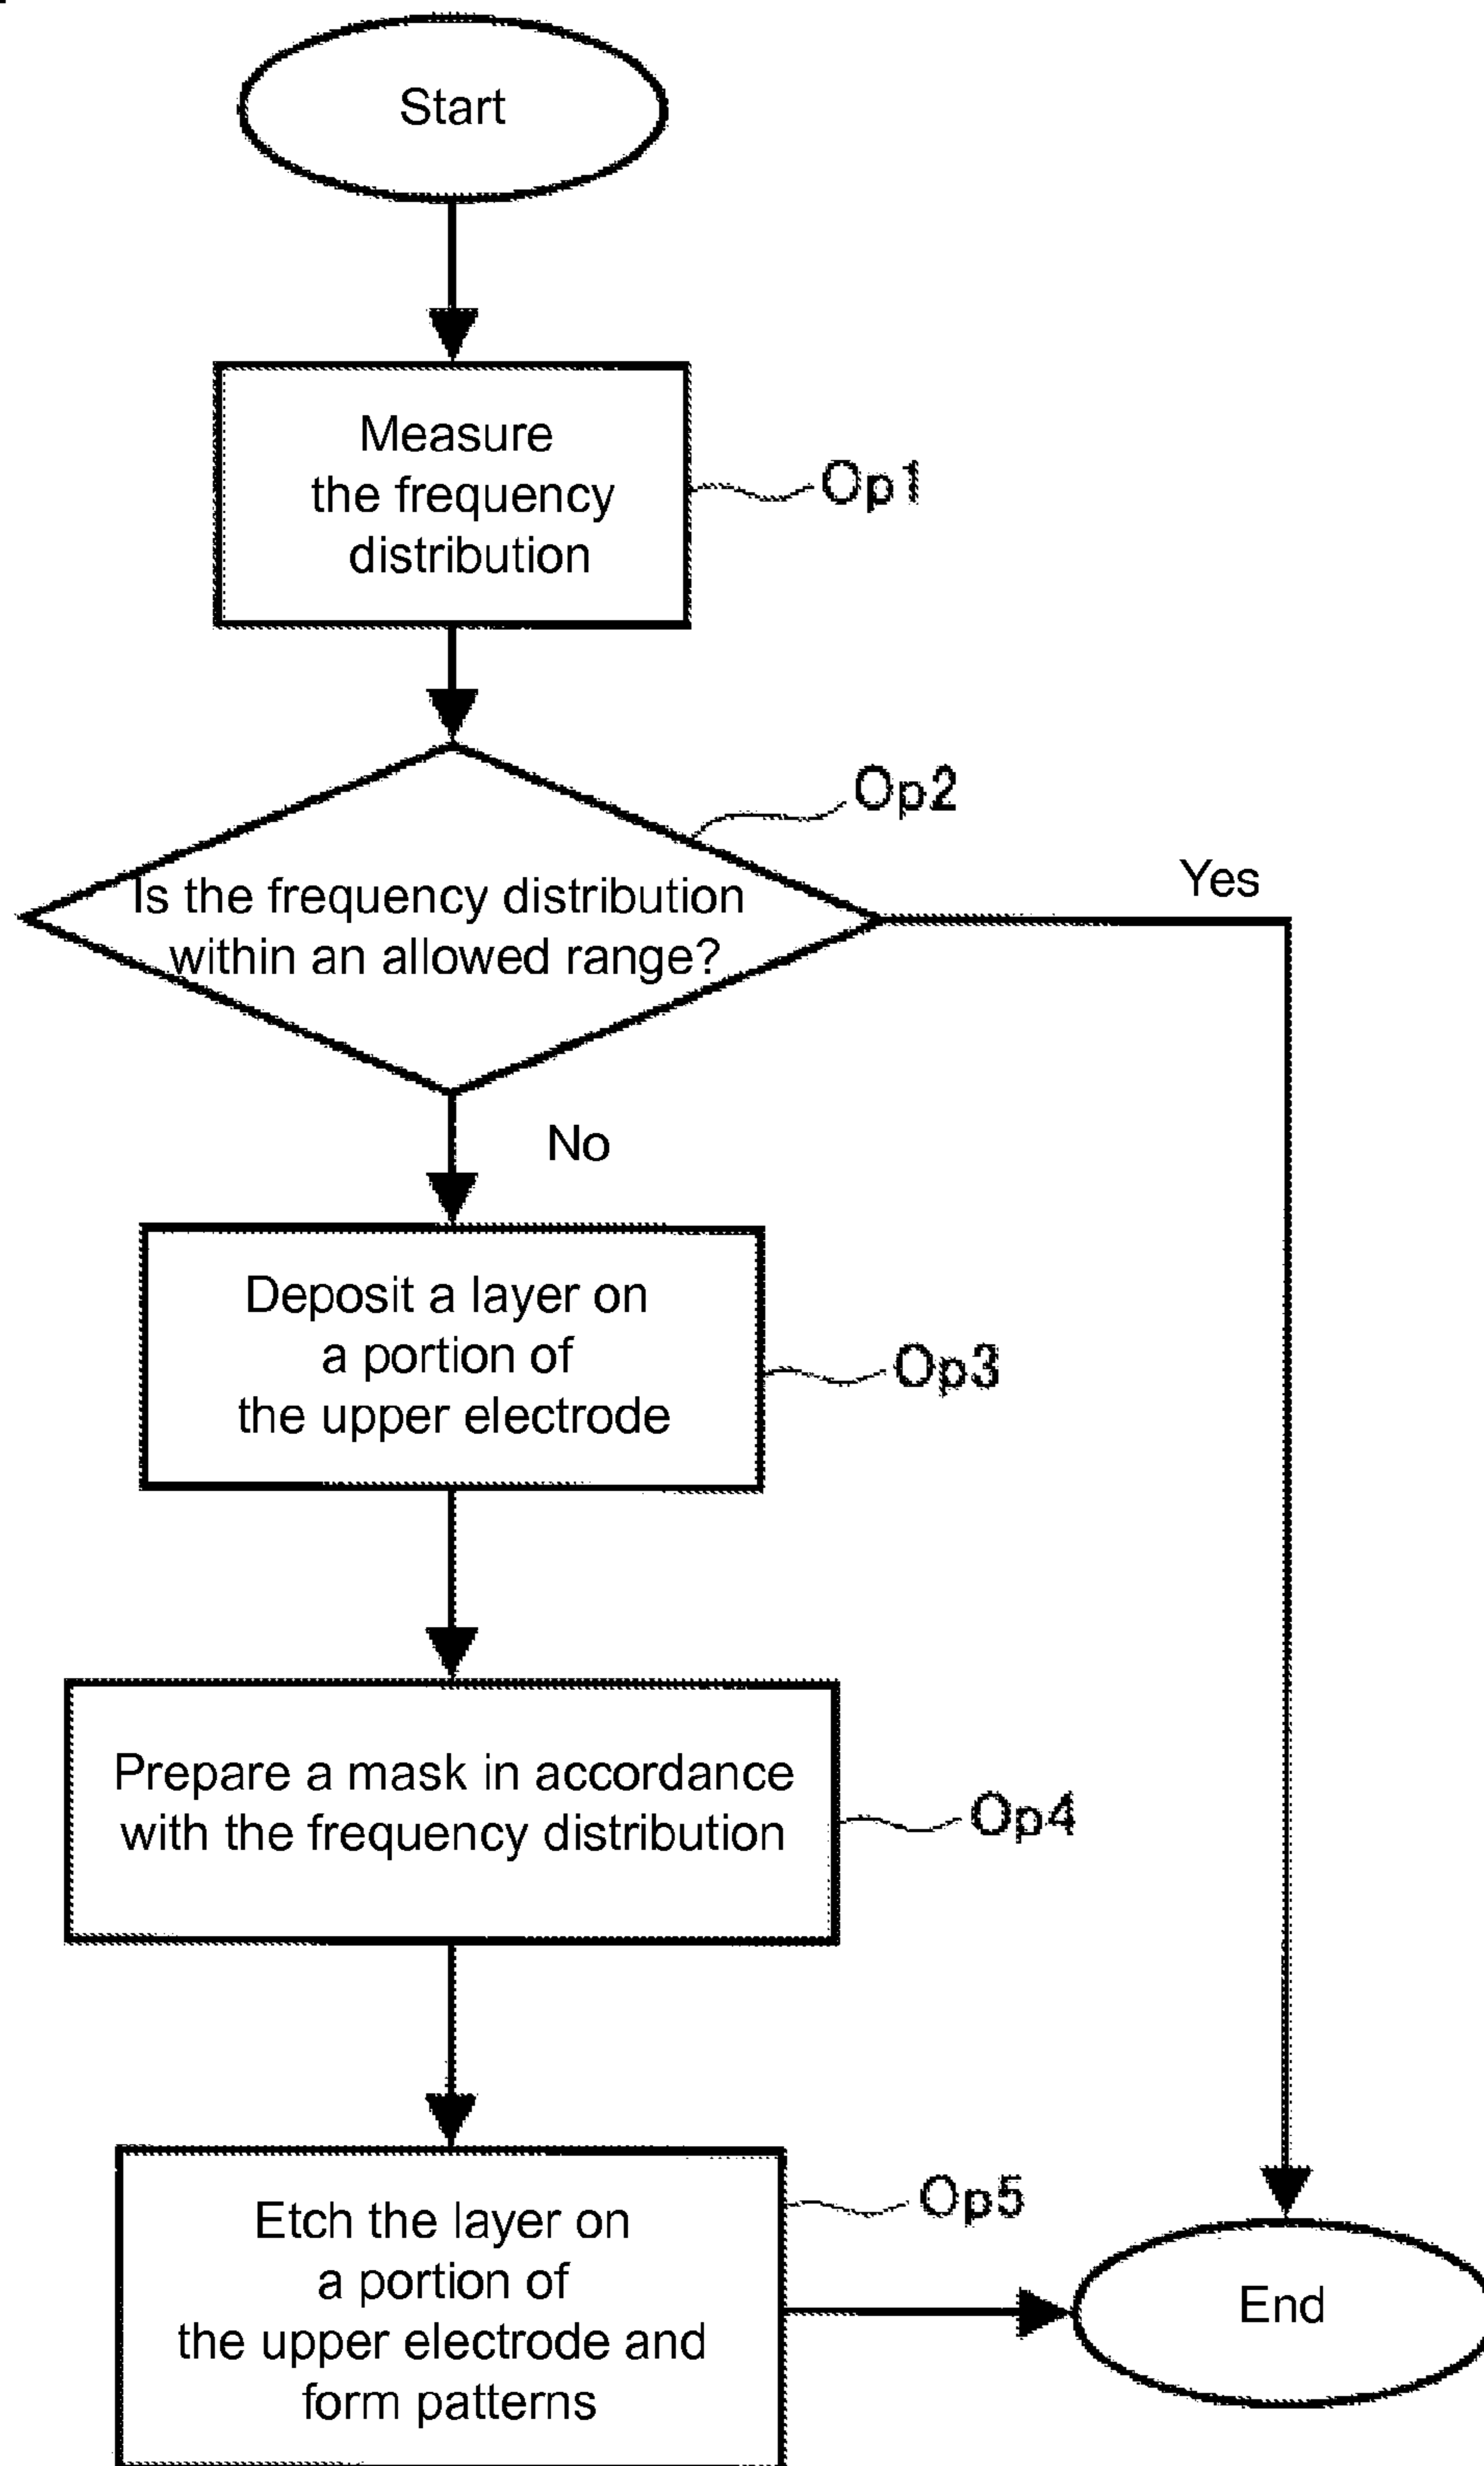 Start
Measure
the frequency
distribution
Op1
Op2
Is the frequency distribution
within an allowed range?
Yes
No
Deposit a layer on
a portion of
the upper electrode
Op3
Prepare a mask in accordance
with the frequency distribution
Op4
Etch the layer on
a portion of
the upper electrode and
form patterns
Op5
End